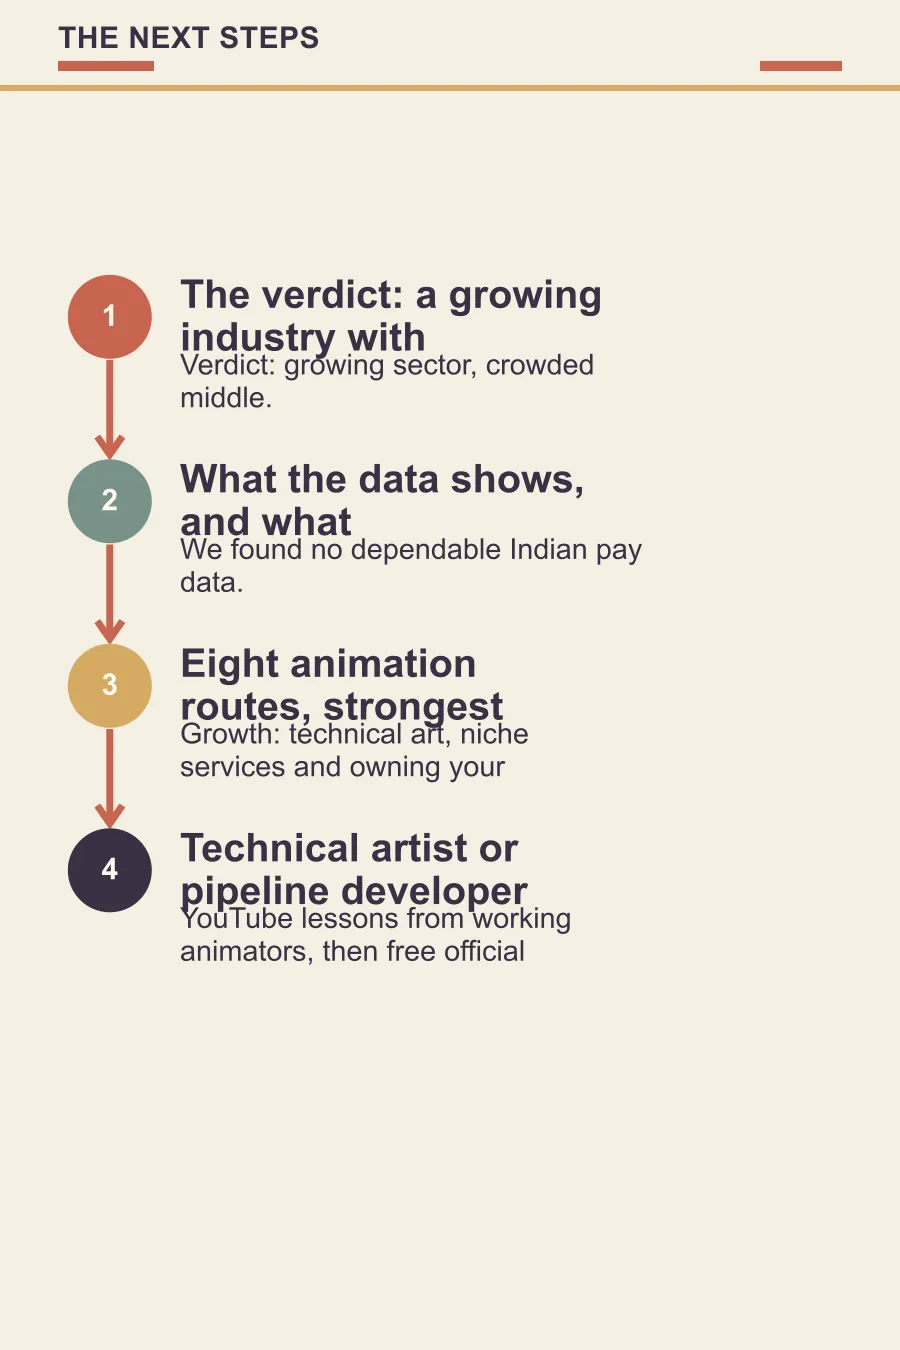 THE NEXT STEPS
1
The verdict: a growing
industry with
Verdict: growing sector, crowded
middle.
2
What the data shows,
and what
We found no dependable Indian pay
data.
3
Eight animation
routes, strongest
Growth: technical art, niche
services and owning your
4
Technical artist or
pipeline developer
YouTube lessons from working
animators, then free official